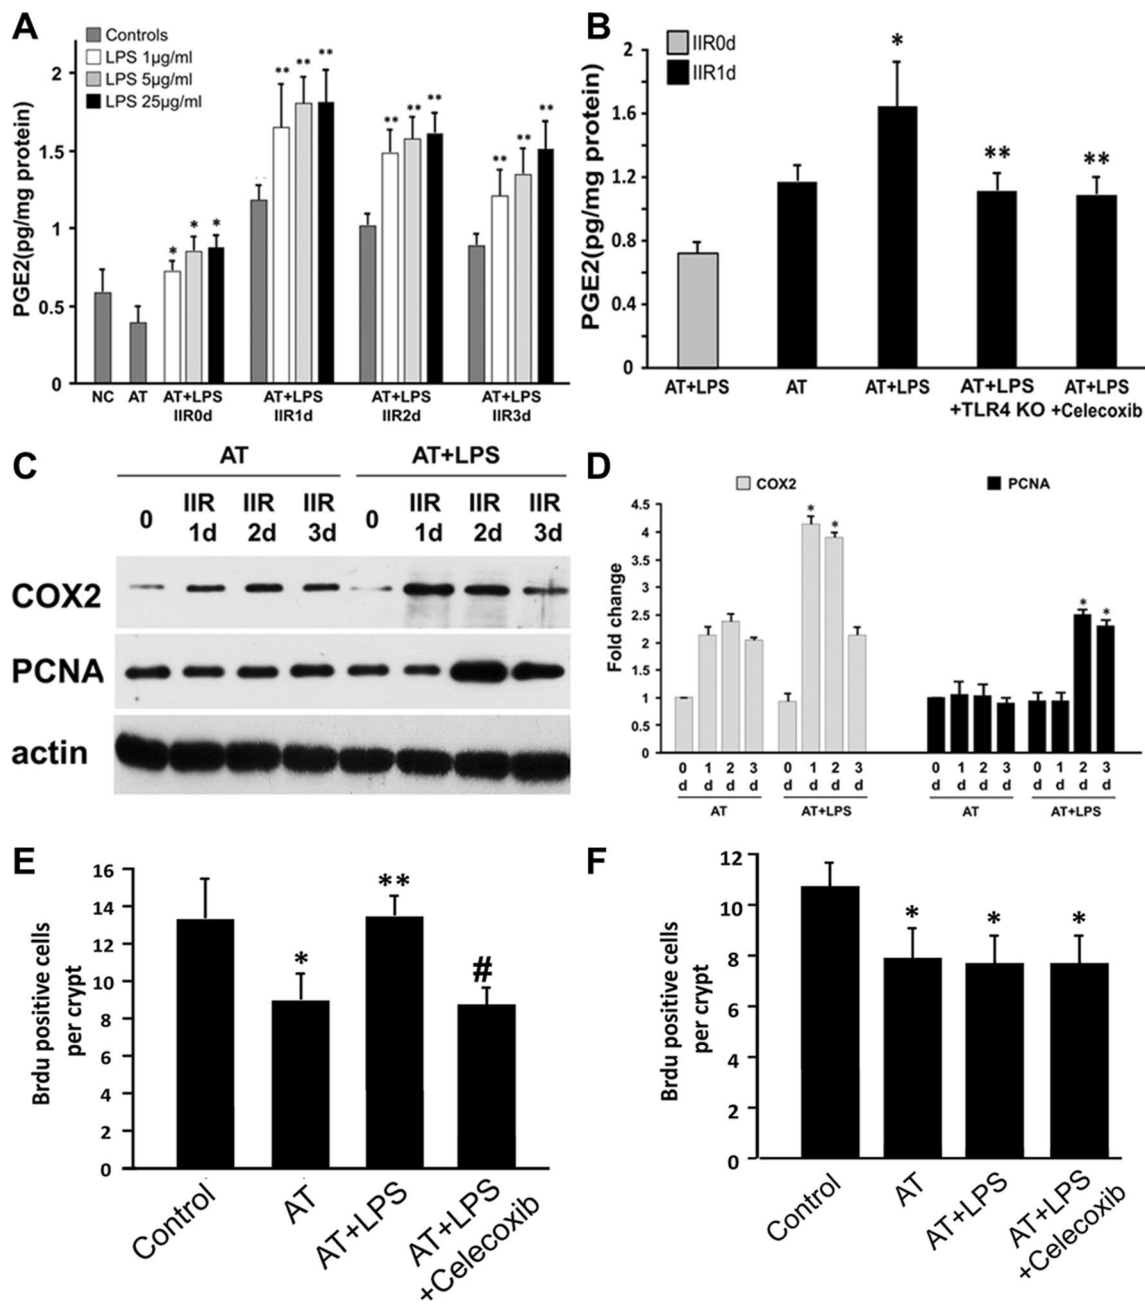 A
Controls
LPS 1µg/ml
LPS 5µg/ml
LPS 25µg/ml
PGE2(pg/mg protein)
2
1.5
1
0.5
0
* * *
** ** **
** ** **
** ** **
NC AT AT+LPS AT+LPS AT+LPS AT+LPS
IIR0d IIR1d IIR2d IIR3d
B
IIR0d
IIR1d
PGE2(pg/mg protein)
2
1.6
1.2
0.8
0.4
0
* ** **
AT+LPS AT AT+LPS AT+LPS AT+LPS
+TLR4 KO +Celecoxib
C
AT AT+LPS
0 IIR IIR IIR 0 IIR IIR IIR
1d 2d 3d 1d 2d 3d
COX2
PCNA
actin
D
COX2 PCNA
Fold change
4.5
4
3.5
3
2.5
2
1.5
1
0.5
0
* * * *
0 1 2 3 0 1 2 3 0 1 2 3 0 1 2 3
d d d d d d d d d d d d d d d d
AT AT+LPS AT AT+LPS
E
Brdu positive cells
per crypt
16
14
12
10
8
6
4
2
0
* ** #
Control
AT
AT+LPS
AT+LPS
+Celecoxib
F
Brdu positive cells
per crypt
12
10
8
6
4
2
0
* * *
Control
AT
AT+LPS
AT+LPS
+Celecoxib